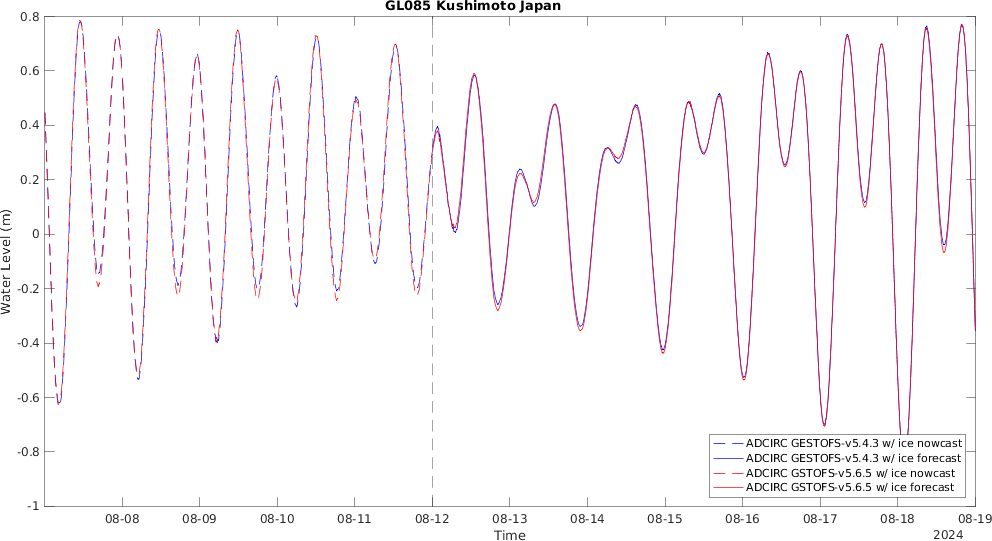 GL085 Kushimoto Japan
Water Level (m)
0.8
0.6
0.4
0.2
0
-0.2
-0.4
-0.6
-0.8
-1
08-08 08-09 08-10 08-11 08-12 08-13 08-14 08-15 08-16 08-17 08-18 08-19
Time
2024
ADCIRC GESTOFS-v5.4.3 w/ ice nowcast
ADCIRC GESTOFS-v5.4.3 w/ ice forecast
ADCIRC GSTOFS-v5.6.5 w/ ice nowcast
ADCIRC GSTOFS-v5.6.5 w/ ice forecast